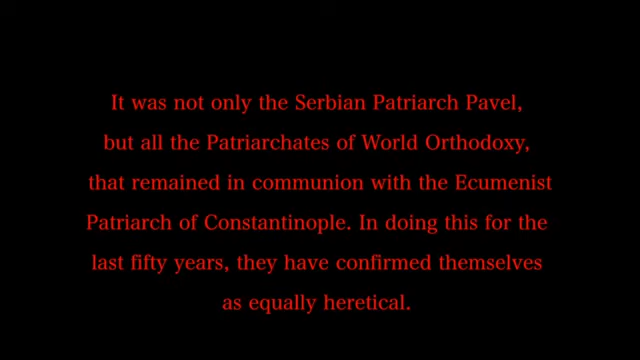 It was not only the Serbian Patriarch Pavel,
but all the Patriarchates of World Orthodoxy,
that remained in communion with the Ecumenist
Patriarch of Constantinople. In doing this for the
last fifty years, they have confirmed themselves
as equally heretical.